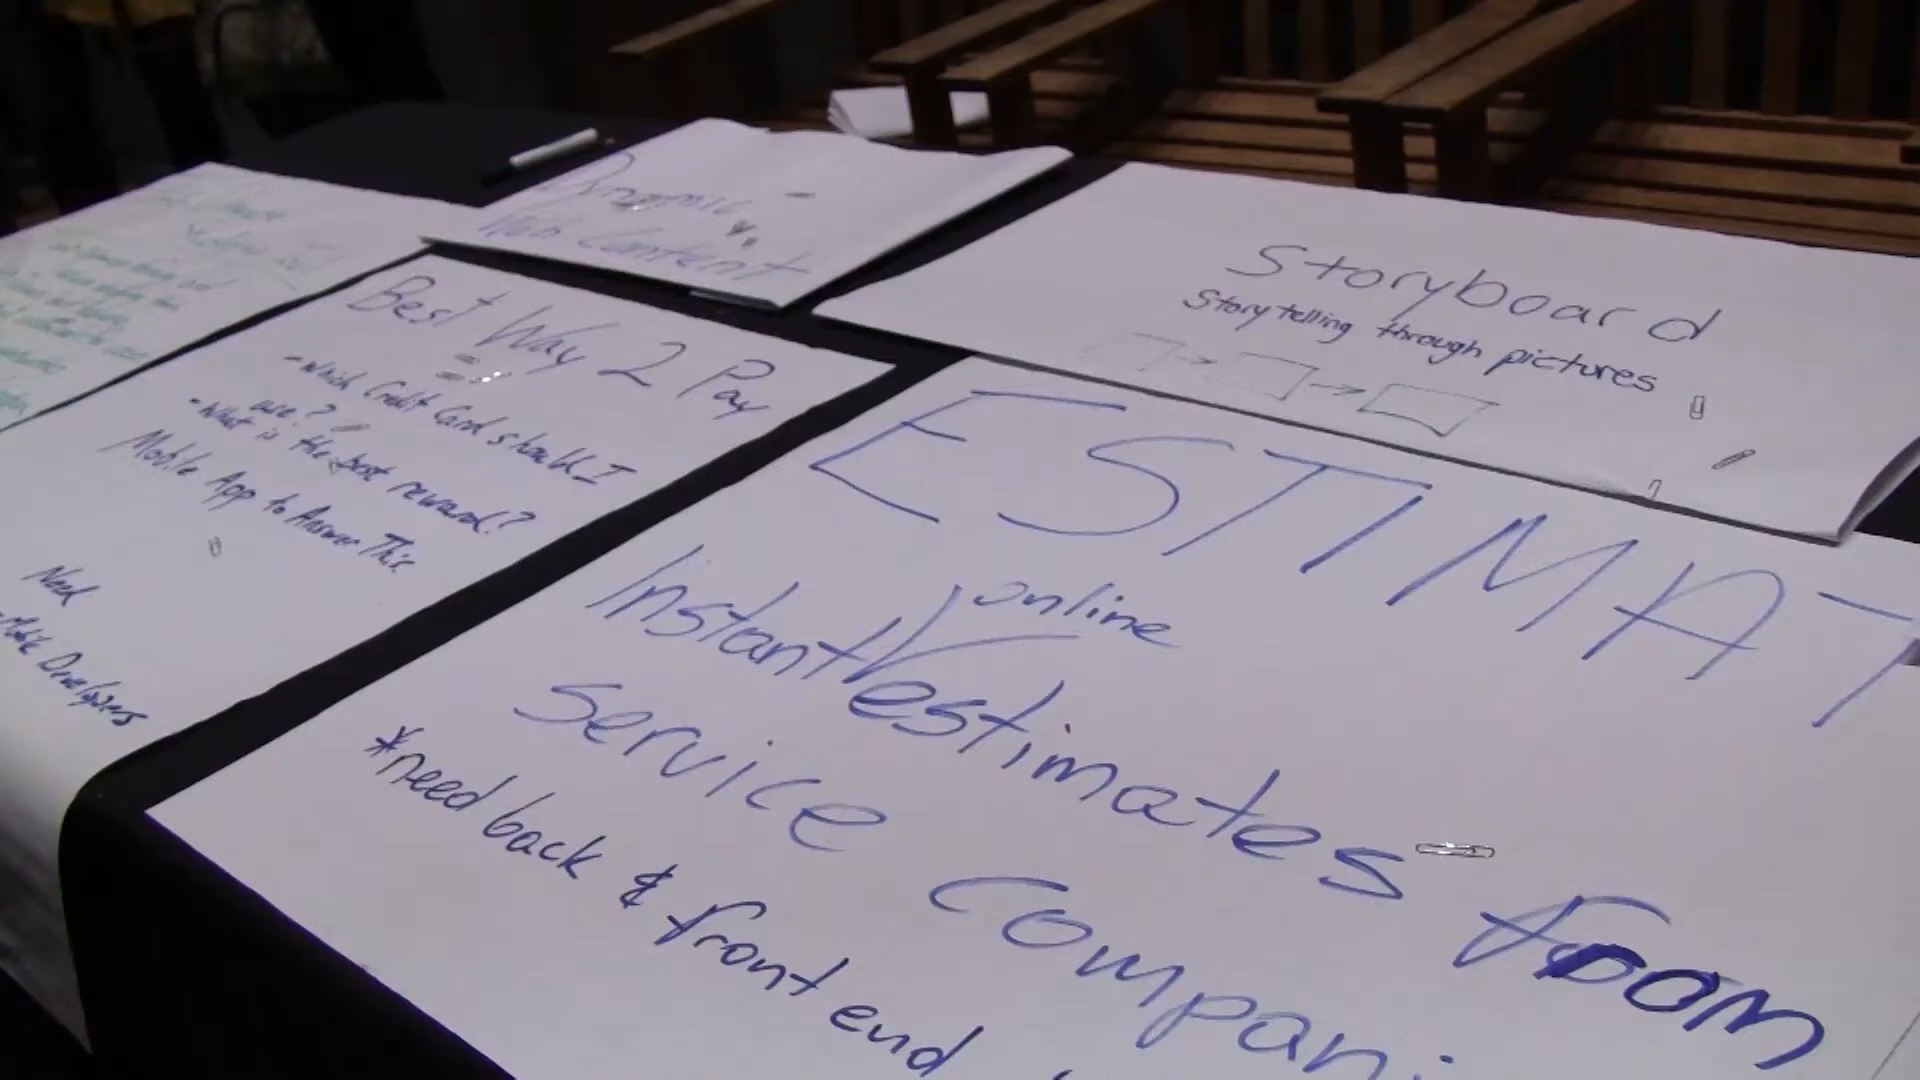 Dynamic
Web Content
Storyboard
Storytelling through pictures
Best Way 2 Pay
- Which Credit Card should I
use?
- What is the best reward?
Mobile App to Answer This
Need
Mobile Developers
ESTIMAT
online
Instant estimates from
service compani
*need back & front end